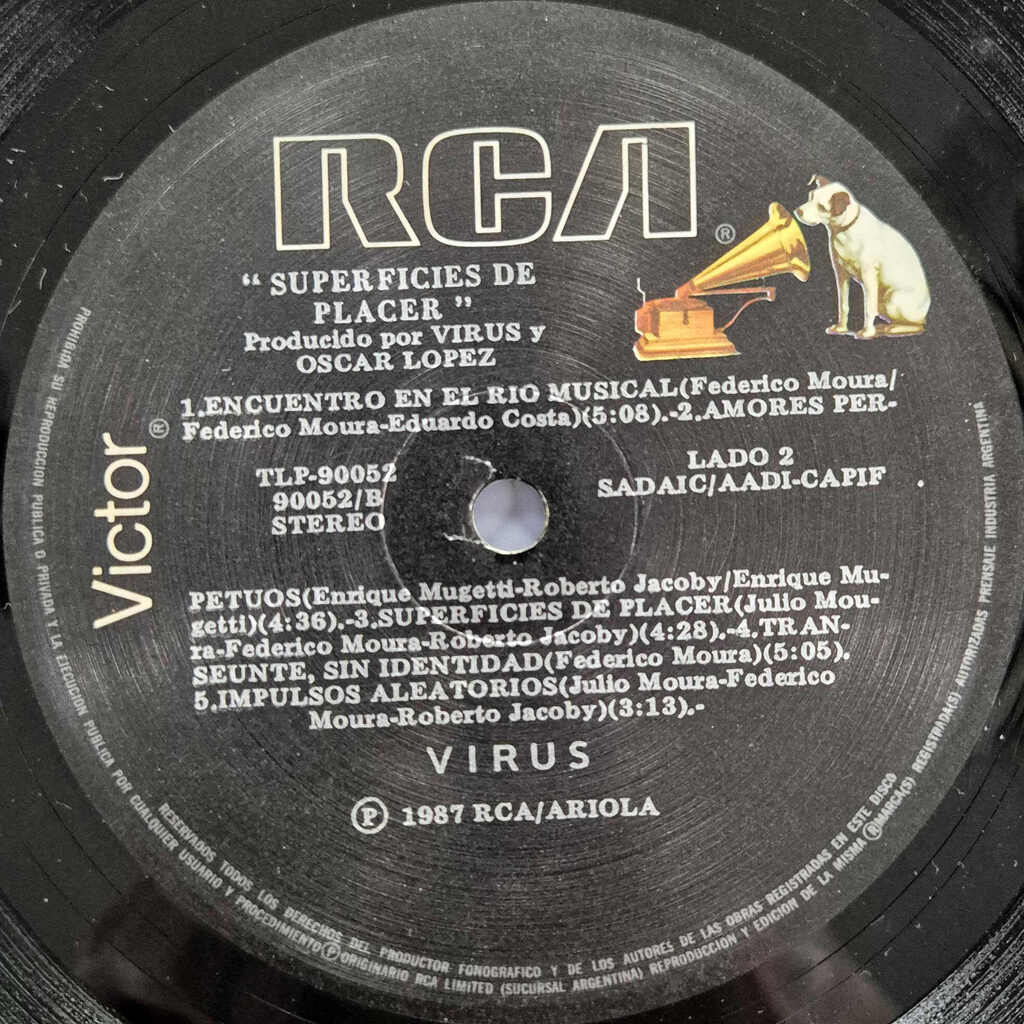 RCA ®
“ SUPERFICIES DE
PLACER ”
Producido por VIRUS y
OSCAR LOPEZ
1.ENCUENTRO EN EL RIO MUSICAL(Federico Moura/
Federico Moura-Eduardo Costa)(5:08).-2.AMORES PER-
Victor ®
TLP-90052
90052/B
STEREO
LADO 2
SADAIC/AADI-CAPIF
PETUOS(Enrique Mugetti-Roberto Jacoby/Enrique Mu-
getti)(4:36).-3.SUPERFICIES DE PLACER(Julio Mou-
ra-Federico Moura-Roberto Jacoby)(4:28).-4.TRAN-
SEUNTE, SIN IDENTIDAD(Federico Moura)(5:05).
5.IMPULSOS ALEATORIOS(Julio Moura-Federico
Moura-Roberto Jacoby)(3:13).-
VIRUS
Ⓟ 1987 RCA/ARIOLA
PROHIBIDA SU REPRODUCCION PUBLICA O PRIVADA Y LA EJECUCION PUBLICA POR CUALQUIER USUARIO Y PROCEDIMIENTO Ⓟ ORIGINARIO RCA LIMITED (SUCURSAL ARGENTINA) REPRODUCCION Y EDICION DE LA MISMA ® MARCA(S) REGISTRADA(S) AUTORIZADAS PRENSAJE INDUSTRIA ARGENTINA
RESERVADOS TODOS LOS DERECHOS DEL PRODUCTOR FONOGRAFICO Y DE LOS AUTORES DE LAS OBRAS REGISTRADAS EN ESTE DISCO